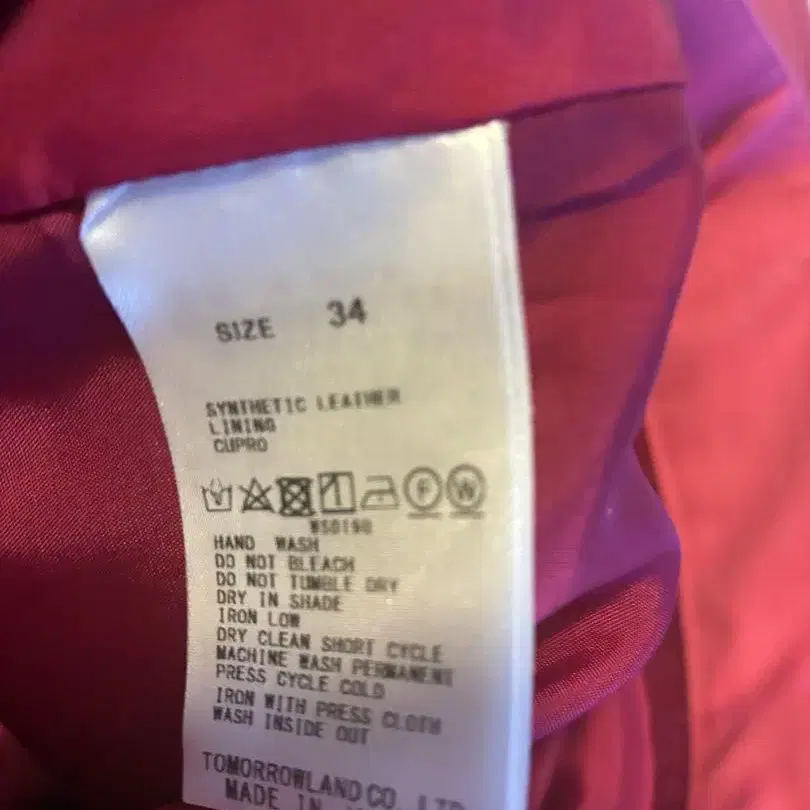 SIZE 34
SYNTHETIC LEATHER
LINING
CUPRO
F W
WS0190
HAND WASH
DO NOT BLEACH
DO NOT TUMBLE DRY
DRY IN SHADE
IRON LOW
DRY CLEAN SHORT CYCLE
MACHINE WASH PERMANENT
PRESS CYCLE COLD
IRON WITH PRESS CLOTH
WASH INSIDE OUT
TOMORROWLAND CO., LTD
MADE IN